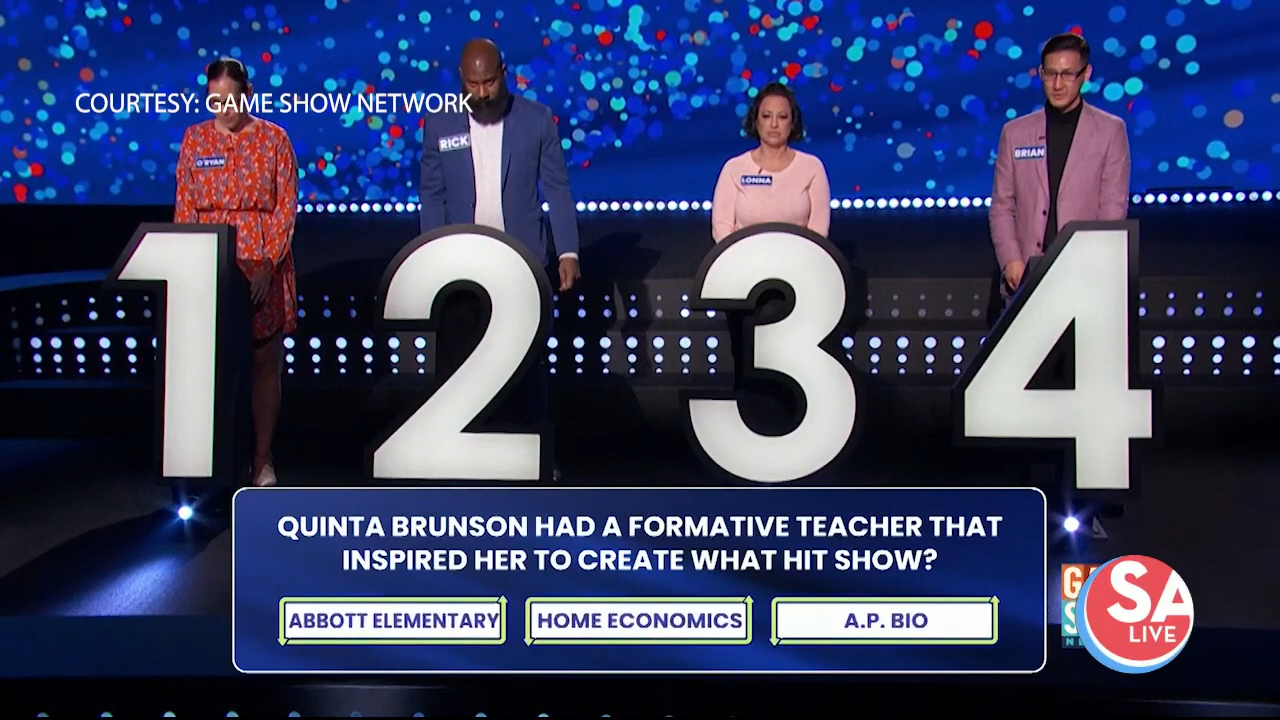 COURTESY: GAME SHOW NETWORK
O'RYAN
RICK
LONNA
BRIAN
1 2 3 4
QUINTA BRUNSON HAD A FORMATIVE TEACHER THAT
INSPIRED HER TO CREATE WHAT HIT SHOW?
ABBOTT ELEMENTARY
HOME ECONOMICS
A.P. BIO
SA
LIVE